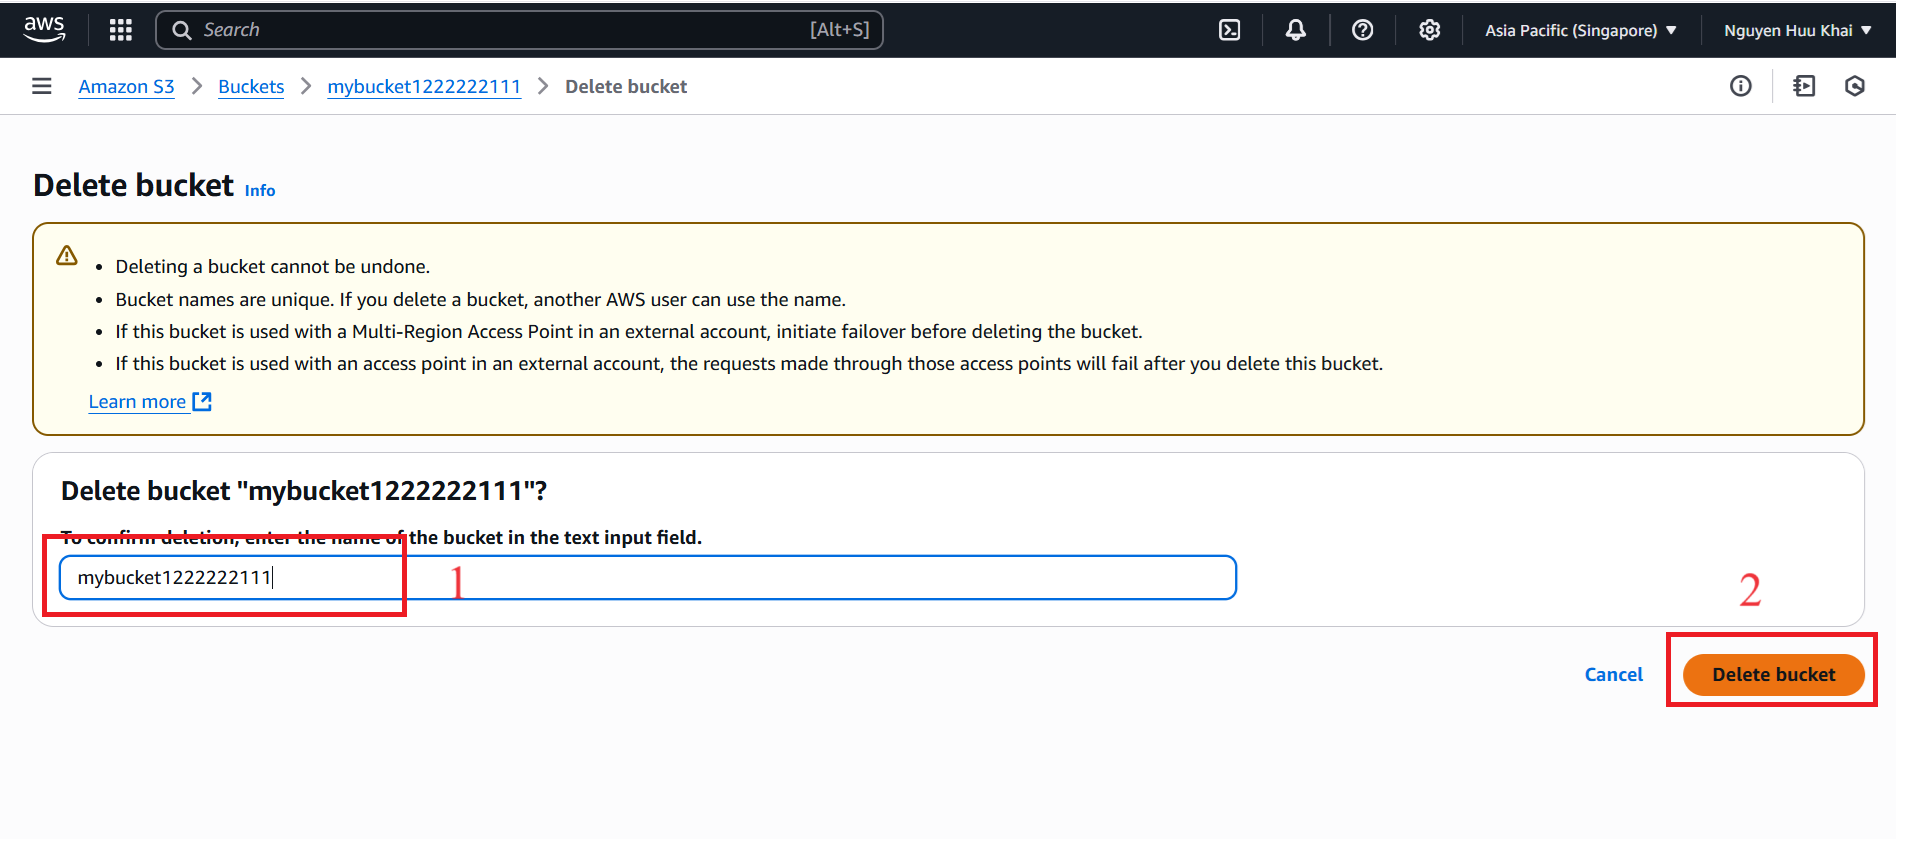 aws
Search
[Alt+S]
Asia Pacific (Singapore)
Nguyen Huu Khai
Amazon S3
Buckets
mybucket1222222111
Delete bucket
Delete bucket
Info
Deleting a bucket cannot be undone.
Bucket names are unique. If you delete a bucket, another AWS user can use the name.
If this bucket is used with a Multi-Region Access Point in an external account, initiate failover before deleting the bucket.
If this bucket is used with an access point in an external account, the requests made through those access points will fail after you delete this bucket.
Learn more
Delete bucket "mybucket1222222111"?
To confirm deletion, enter the name of the bucket in the text input field.
mybucket1222222111
1
2
Cancel
Delete bucket